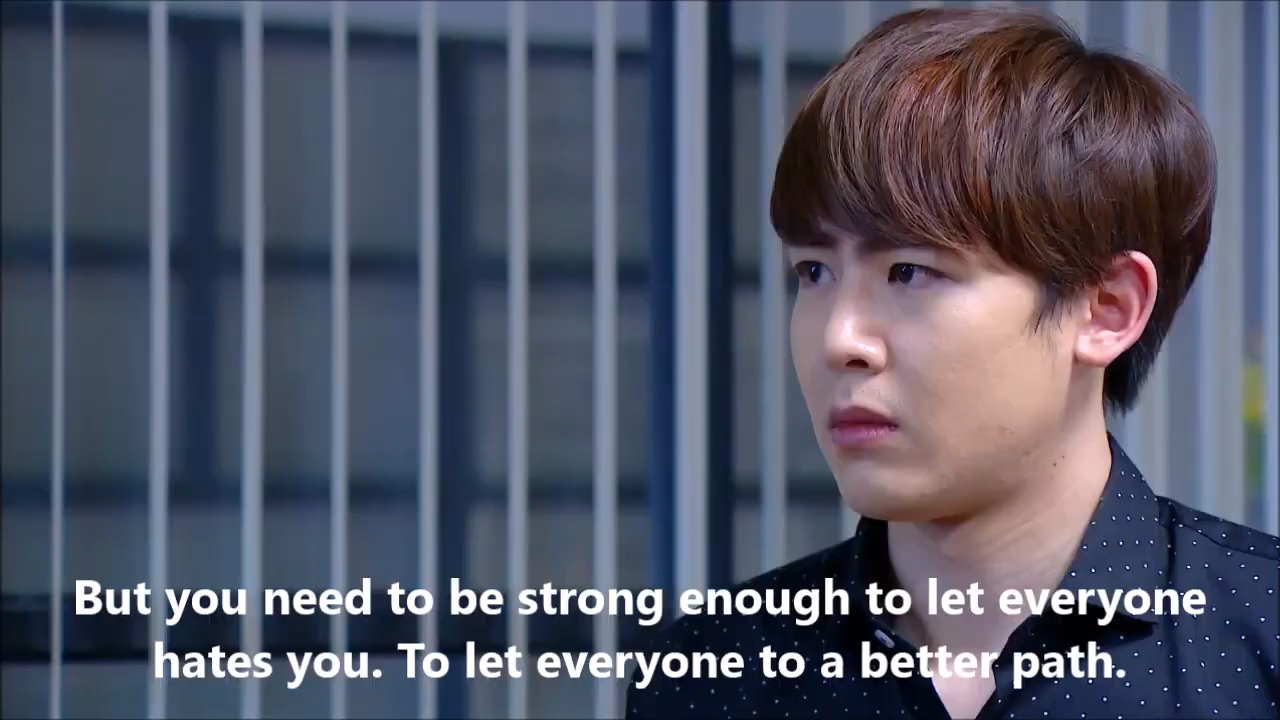 But you need to be strong enough to let everyone
hates you. To let everyone to a better path.